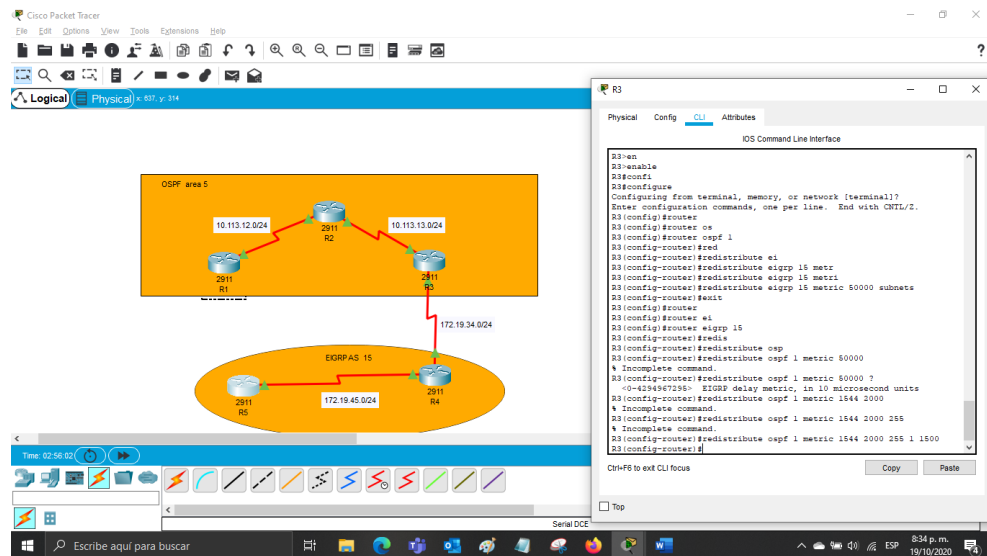 Cisco Packet Tracer
File Edit Options View Tools Extensions Help
?
Logical Physical x: 637, y: 314
OSPF area 5
10.113.12.0/24
10.113.13.0/24
2911
R2
2911
R1
2911
R3
172.19.34.0/24
EIGRP AS 15
172.19.45.0/24
2911
R5
2911
R4
Time: 02:56:02
Serial DCE
R3
Physical Config CLI Attributes
IOS Command Line Interface
R3>en
R3>enable
R3#confi
R3#configure
Configuring from terminal, memory, or network [terminal]?
Enter configuration commands, one per line. End with CNTL/Z.
R3(config)#router
R3(config)#router os
R3(config)#router ospf 1
R3(config-router)#red
R3(config-router)#redistribute ei
R3(config-router)#redistribute eigrp 15 metr
R3(config-router)#redistribute eigrp 15 metri
R3(config-router)#redistribute eigrp 15 metric 50000 subnets
R3(config-router)#exit
R3(config)#router
R3(config)#router ei
R3(config)#router eigrp 15
R3(config-router)#redis
R3(config-router)#redistribute osp
R3(config-router)#redistribute ospf 1 metric 50000
% Incomplete command.
R3(config-router)#redistribute ospf 1 metric 50000 ?
<0-4294967295> EIGRP delay metric, in 10 microsecond units
R3(config-router)#redistribute ospf 1 metric 1544 2000
% Incomplete command.
R3(config-router)#redistribute ospf 1 metric 1544 2000 255
% Incomplete command.
R3(config-router)#redistribute ospf 1 metric 1544 2000 255 1 1500
R3(config-router)#
Ctrl+F6 to exit CLI focus
Copy Paste
Top
Escribe aquí para buscar
ESP
8:34 p. m.
19/10/2020
4